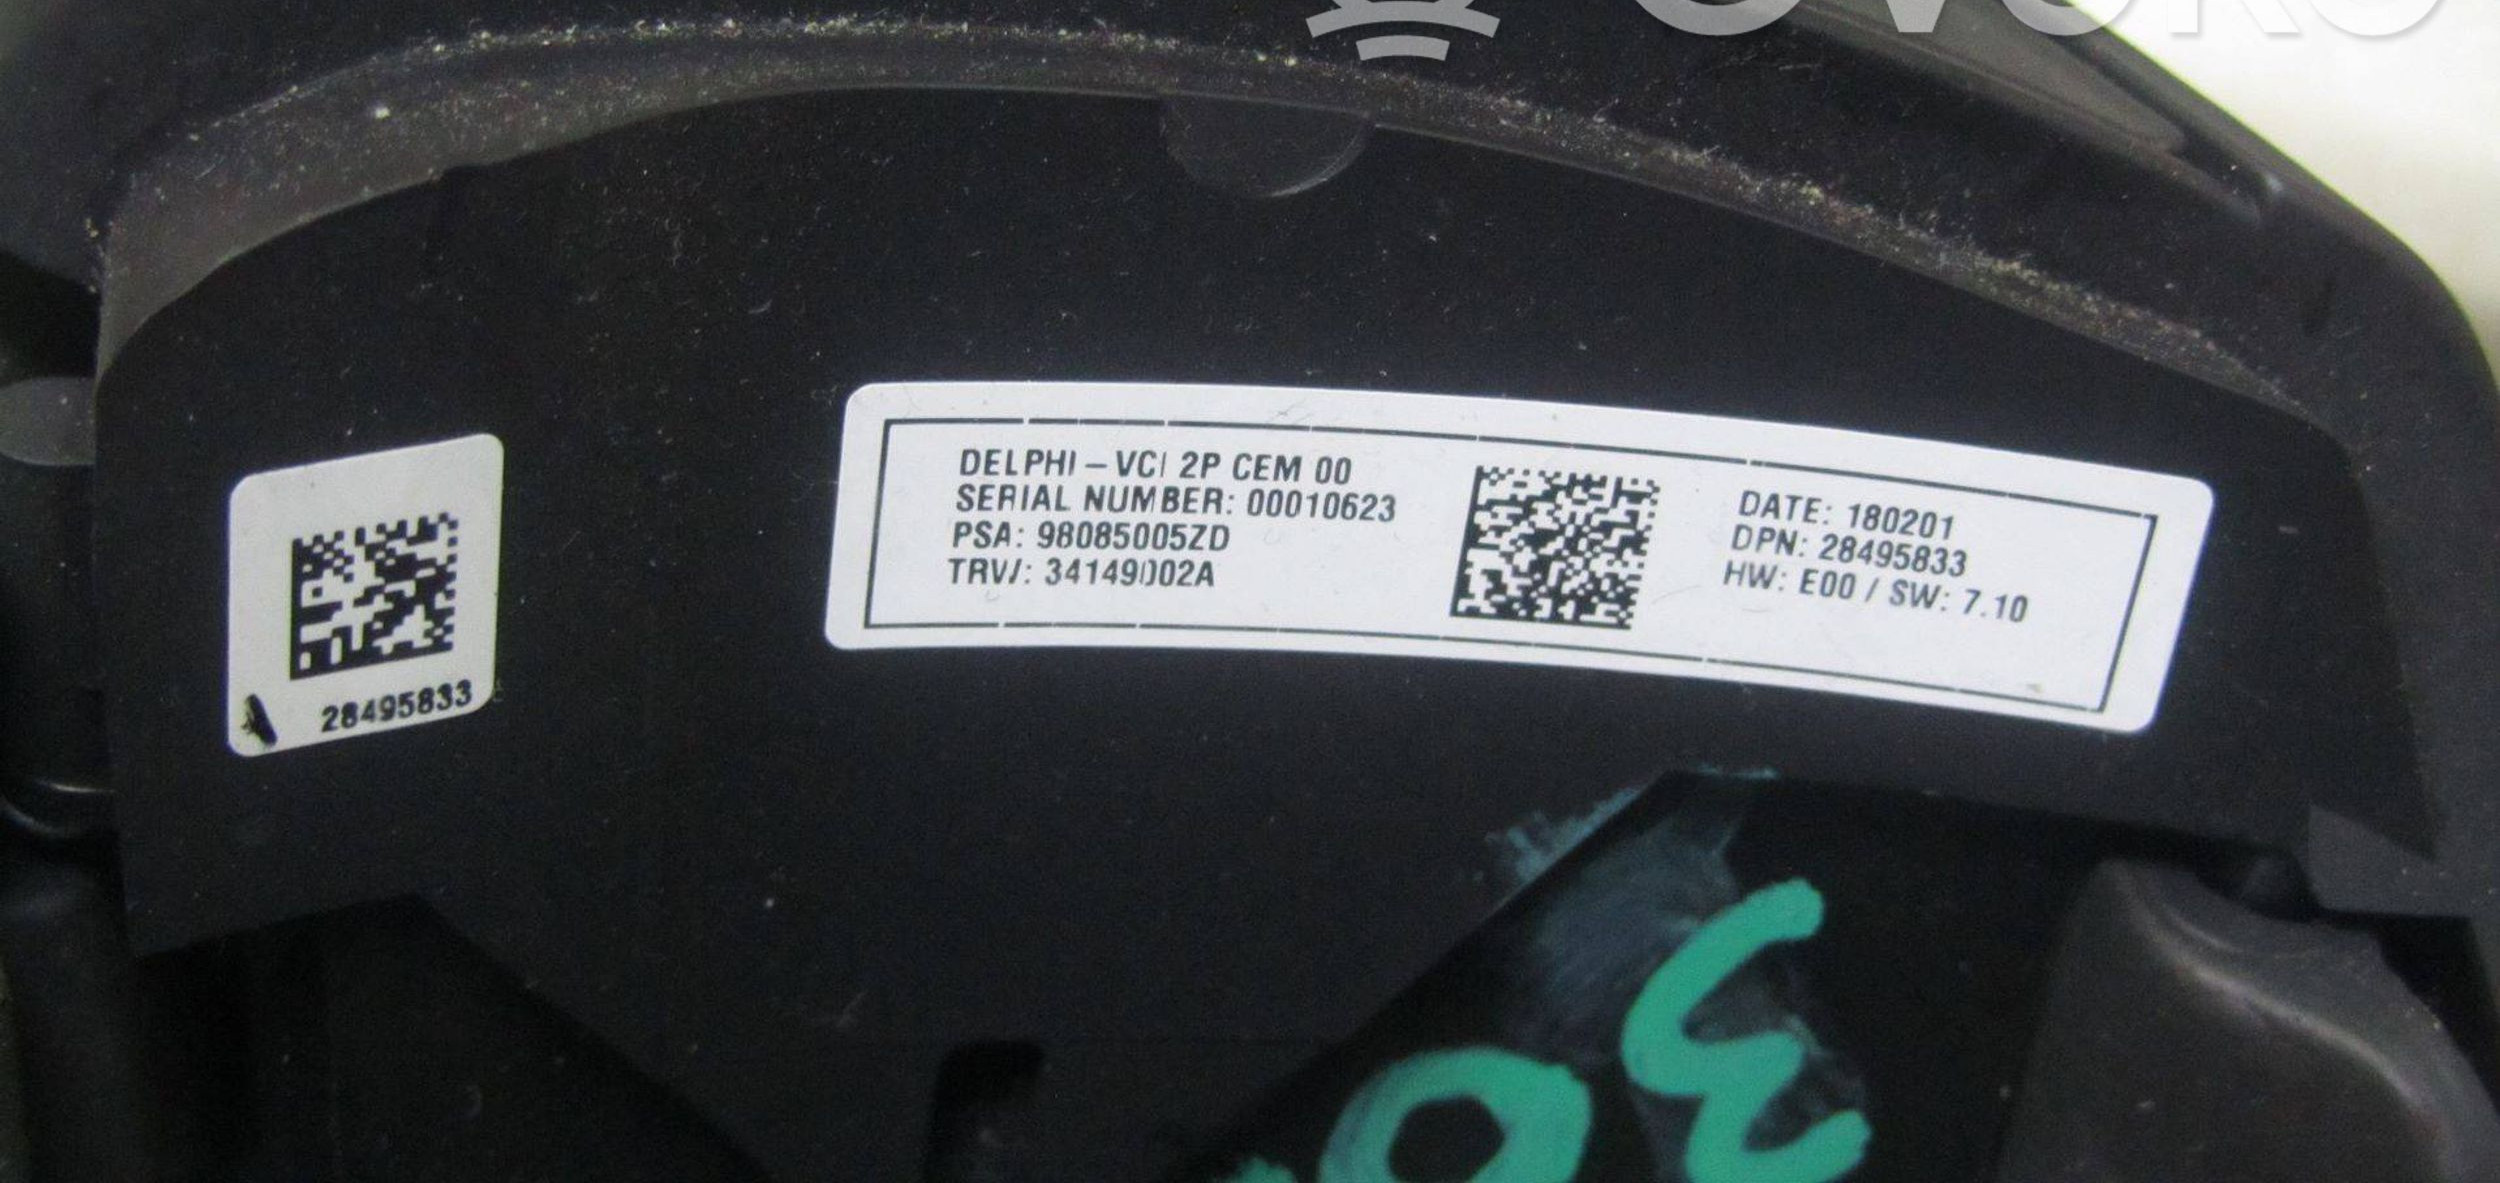 DELPHI – VCI 2P CEM 00
SERIAL NUMBER: 00010623
PSA: 98085005ZD
TRW: 34149002A
DATE: 180201
DPN: 28495833
HW: E00 / SW: 7.10
28495833